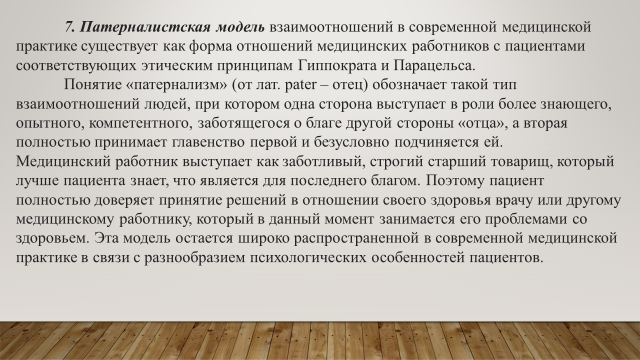 7. Патерналистская модель взаимоотношений в современной медицинской
практике существует как форма отношений медицинских работников с пациентами
соответствующих этическим принципам Гиппократа и Парацельса.
Понятие «патернализм» (от лат. pater – отец) обозначает такой тип
взаимоотношений людей, при котором одна сторона выступает в роли более знающего,
опытного, компетентного, заботящегося о благе другой стороны «отца», а вторая
полностью принимает главенство первой и безусловно подчиняется ей.
Медицинский работник выступает как заботливый, строгий старший товарищ, который
лучше пациента знает, что является для последнего благом. Поэтому пациент
полностью доверяет принятие решений в отношении своего здоровья врачу или другому
медицинскому работнику, который в данный момент занимается его проблемами со
здоровьем. Эта модель остается широко распространенной в современной медицинской
практике в связи с разнообразием психологических особенностей пациентов.